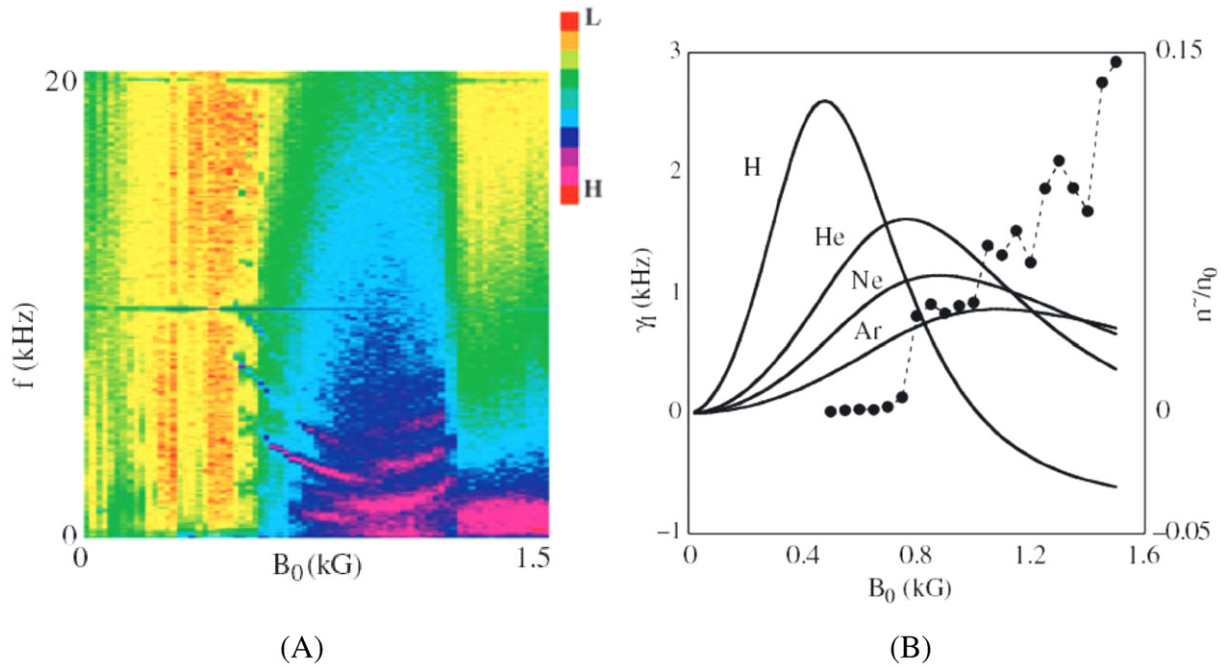 L
H
20
f (kHz)
0
0
B₀ (kG)
1.5
(A)
3
2
1
0
−1
γₗ (kHz)
H
He
Ne
Ar
0.15
0
−0.05
n~/n₀
0
0.4
0.8
1.2
1.6
B₀ (kG)
(B)